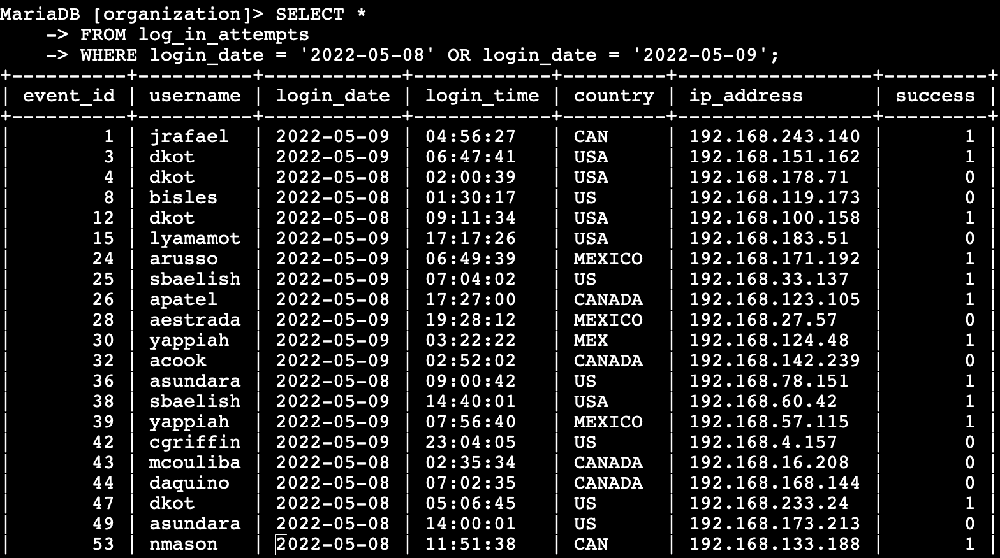 MariaDB [organization]> SELECT *
    -> FROM log_in_attempts
    -> WHERE login_date = '2022-05-08' OR login_date = '2022-05-09';
+----------+----------+------------+------------+---------+-----------------+---------+
| event_id | username | login_date | login_time | country | ip_address      | success |
+----------+----------+------------+------------+---------+-----------------+---------+
|        1 | jrafael  | 2022-05-09 | 04:56:27   | CAN     | 192.168.243.140 |       1 |
|        3 | dkot     | 2022-05-09 | 06:47:41   | USA     | 192.168.151.162 |       1 |
|        4 | dkot     | 2022-05-08 | 02:00:39   | USA     | 192.168.178.71  |       0 |
|        8 | bisles   | 2022-05-08 | 01:30:17   | US      | 192.168.119.173 |       0 |
|       12 | dkot     | 2022-05-08 | 09:11:34   | USA     | 192.168.100.158 |       1 |
|       15 | lyamamot | 2022-05-09 | 17:17:26   | USA     | 192.168.183.51  |       0 |
|       24 | arusso   | 2022-05-09 | 06:49:39   | MEXICO  | 192.168.171.192 |       1 |
|       25 | sbaelish | 2022-05-09 | 07:04:02   | US      | 192.168.33.137  |       1 |
|       26 | apatel   | 2022-05-08 | 17:27:00   | CANADA  | 192.168.123.105 |       1 |
|       28 | aestrada | 2022-05-09 | 19:28:12   | MEXICO  | 192.168.27.57   |       0 |
|       30 | yappiah  | 2022-05-09 | 03:22:22   | MEX     | 192.168.124.48  |       1 |
|       32 | acook    | 2022-05-09 | 02:52:02   | CANADA  | 192.168.142.239 |       0 |
|       36 | asundara | 2022-05-08 | 09:00:42   | US      | 192.168.78.151  |       1 |
|       38 | sbaelish | 2022-05-09 | 14:40:01   | USA     | 192.168.60.42   |       1 |
|       39 | yappiah  | 2022-05-09 | 07:56:40   | MEXICO  | 192.168.57.115  |       1 |
|       42 | cgriffin | 2022-05-09 | 23:04:05   | US      | 192.168.4.157   |       0 |
|       43 | mcouliba | 2022-05-08 | 02:35:34   | CANADA  | 192.168.16.208  |       0 |
|       44 | daquino  | 2022-05-08 | 07:02:35   | CANADA  | 192.168.168.144 |       0 |
|       47 | dkot     | 2022-05-08 | 05:06:45   | US      | 192.168.233.24  |       1 |
|       49 | asundara | 2022-05-08 | 14:00:01   | US      | 192.168.173.213 |       0 |
|       53 | nmason   | 2022-05-08 | 11:51:38   | CAN     | 192.168.133.188 |       1 |